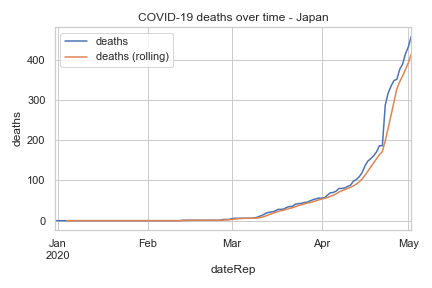 COVID-19 deaths over time - Japan
deaths
deaths (rolling)
400
300
200
100
0
deaths
Jan
2020
Feb
Mar
Apr
May
dateRep